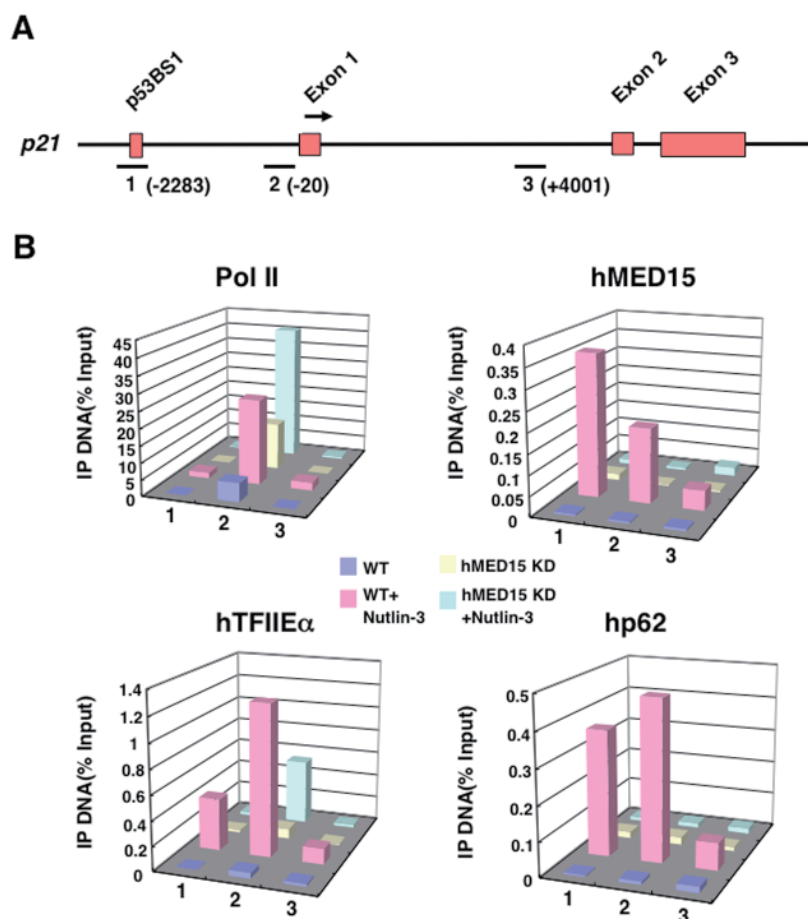 A
p53BS1
Exon 1
Exon 2
Exon 3
p21
1 (-2283)
2 (-20)
3 (+4001)
B
Pol II
IP DNA(% Input)
45
40
35
30
25
20
15
10
5
0
1
2
3
hMED15
IP DNA(% Input)
0.4
0.35
0.3
0.25
0.2
0.15
0.1
0.05
0
1
2
3
WT
WT+
Nutlin-3
hMED15 KD
hMED15 KD
+Nutlin-3
hTFIIEα
IP DNA(% Input)
1.4
1.2
1
0.8
0.6
0.4
0.2
0
1
2
3
hp62
IP DNA(% Input)
0.5
0.4
0.3
0.2
0.1
0
1
2
3